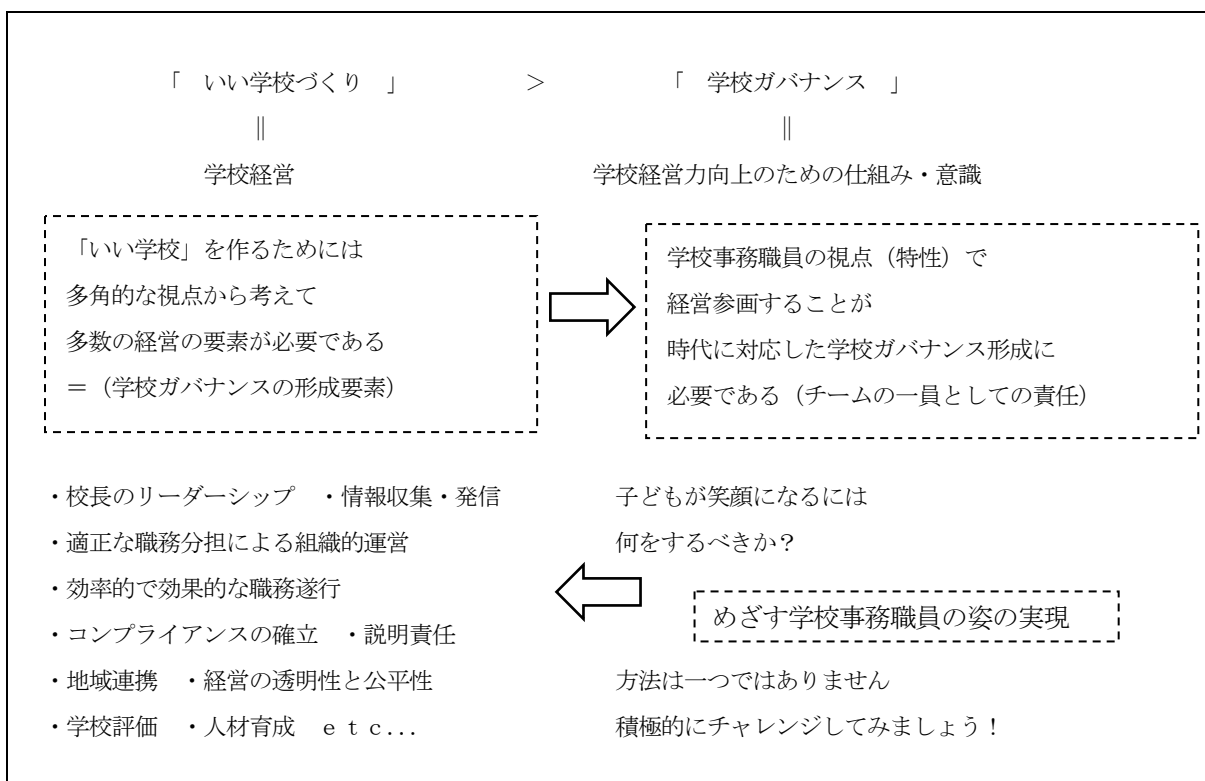 「　いい学校づくり　」　　　＞　　　「　学校ガバナンス　」
∥　　　∥
学校経営　　　学校経営力向上のための仕組み・意識
「いい学校」を作るためには
多角的な視点から考えて
多数の経営の要素が必要である
＝（学校ガバナンスの形成要素）
学校事務職員の視点（特性）で
経営参画することが
時代に対応した学校ガバナンス形成に
必要である（チームの一員としての責任）
・校長のリーダーシップ　・情報収集・発信
・適正な職務分担による組織的運営
・効率的で効果的な職務遂行
・コンプライアンスの確立　・説明責任
・地域連携　・経営の透明性と公平性
・学校評価　・人材育成　ｅｔｃ...
子どもが笑顔になるには
何をするべきか？
めざす学校事務職員の姿の実現
方法は一つではありません
積極的にチャレンジしてみましょう！